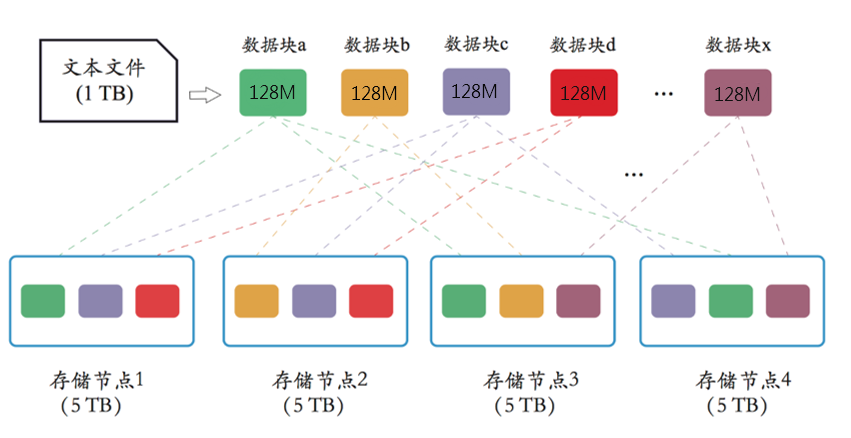 文本文件
(1 TB)
数据块a
数据块b
数据块c
数据块d
数据块x
128M
128M
128M
128M
...
128M
...
存储节点1
(5 TB)
存储节点2
(5 TB)
存储节点3
(5 TB)
存储节点4
(5 TB)